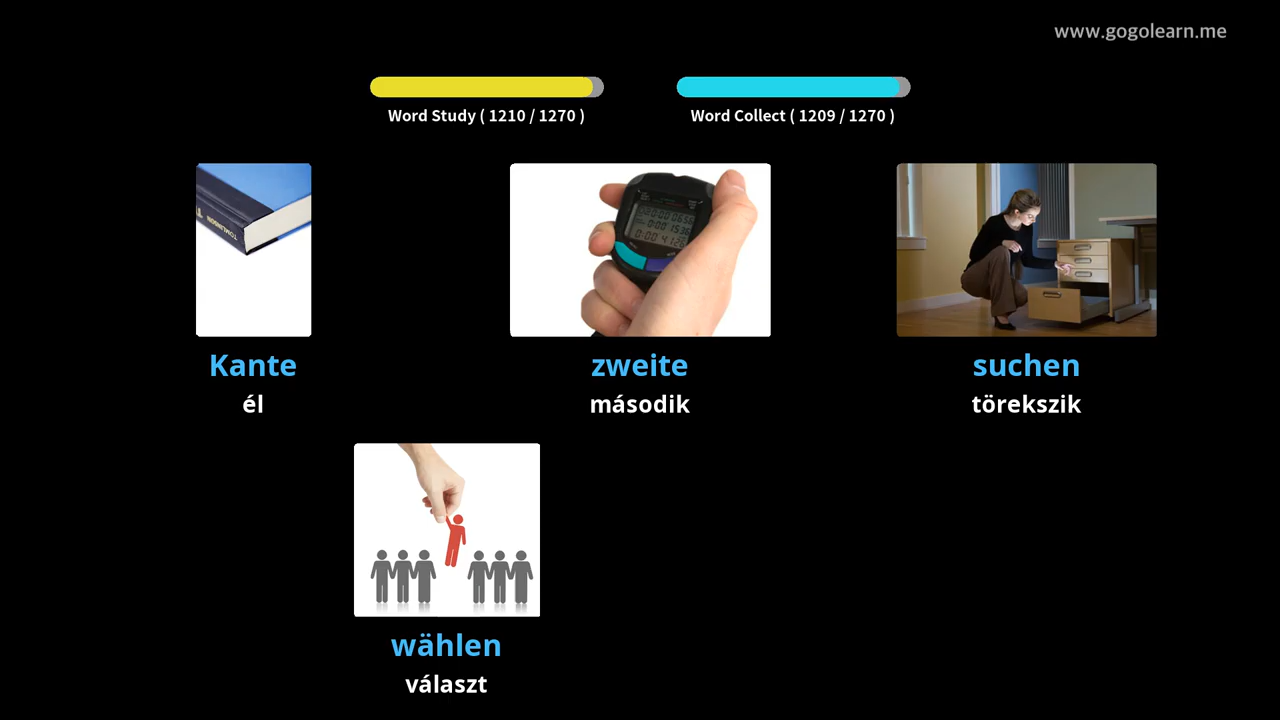 www.gogolearn.me
Word Study ( 1210 / 1270 )
Word Collect ( 1209 / 1270 )
TOMLINSON
Kante
zweite
suchen
él
második
törekszik
wählen
választ